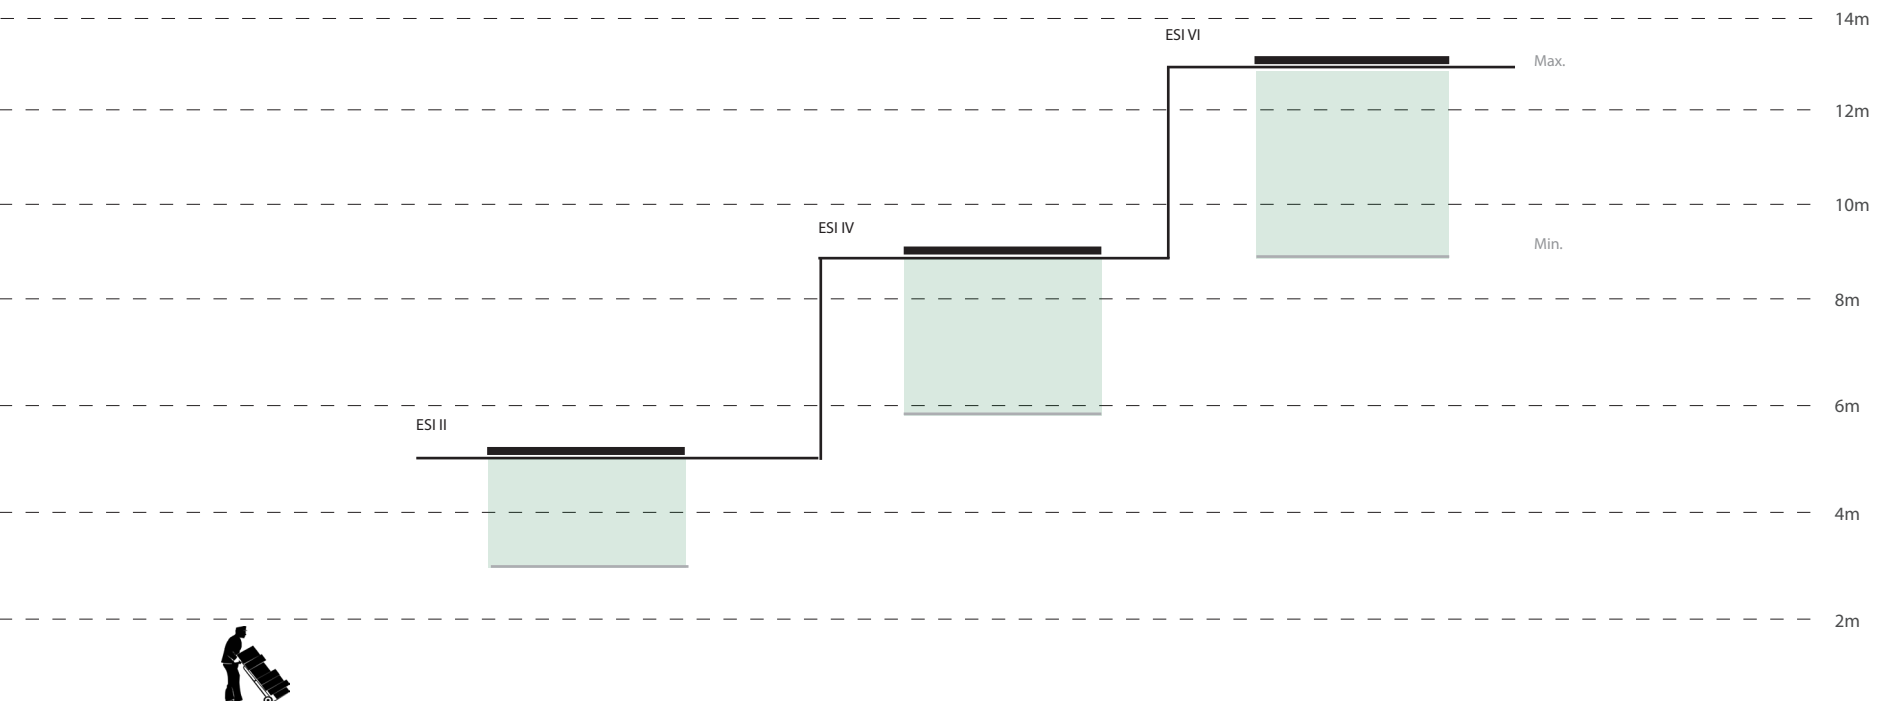 14m
ESI VI
Max.
12m
10m
ESI IV
Min.
8m
6m
ESI II
4m
2m